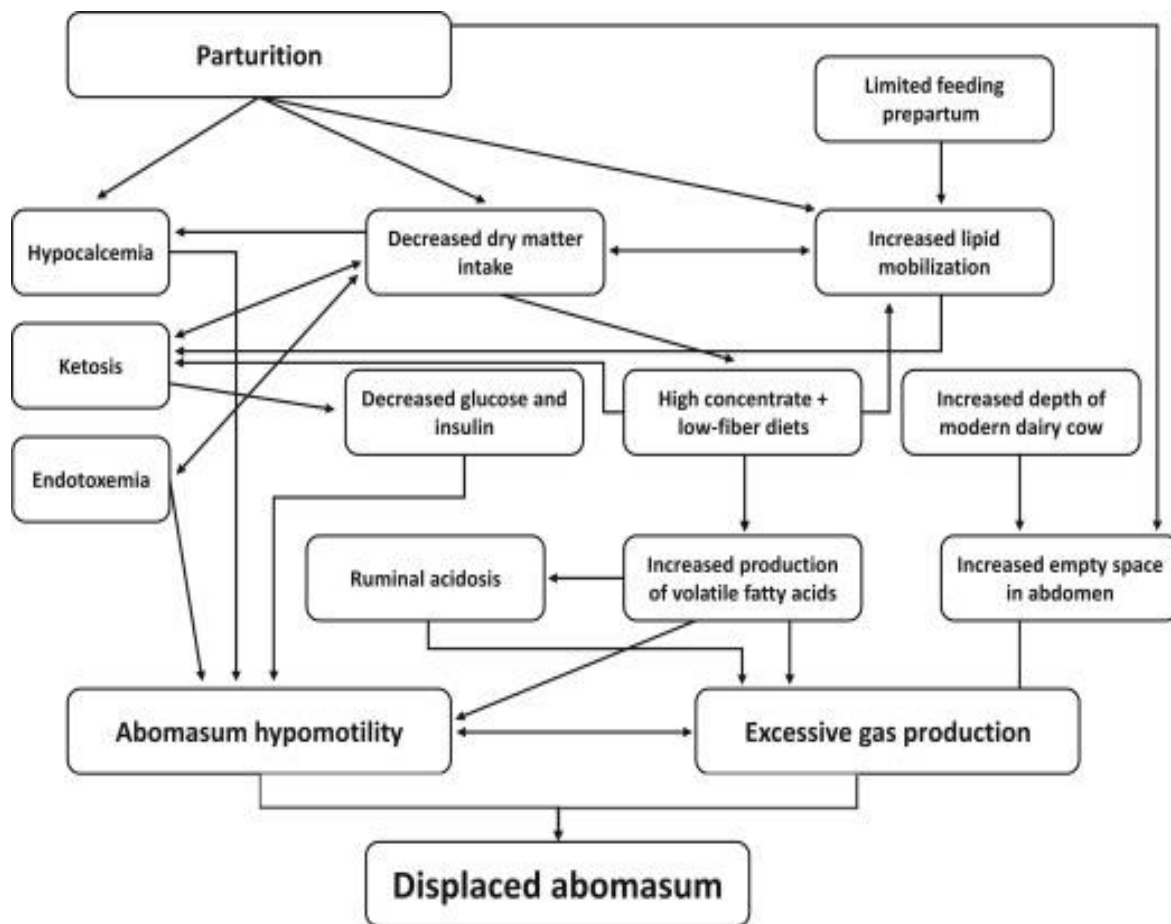 Parturition
Limited feeding
prepartum
Hypocalcemia
Decreased dry matter
intake
Increased lipid
mobilization
Ketosis
Decreased glucose and
insulin
High concentrate +
low-fiber diets
Increased depth of
modern dairy cow
Endotoxemia
Ruminal acidosis
Increased production
of volatile fatty acids
Increased empty space
in abdomen
Abomasum hypomotility
Excessive gas production
Displaced abomasum